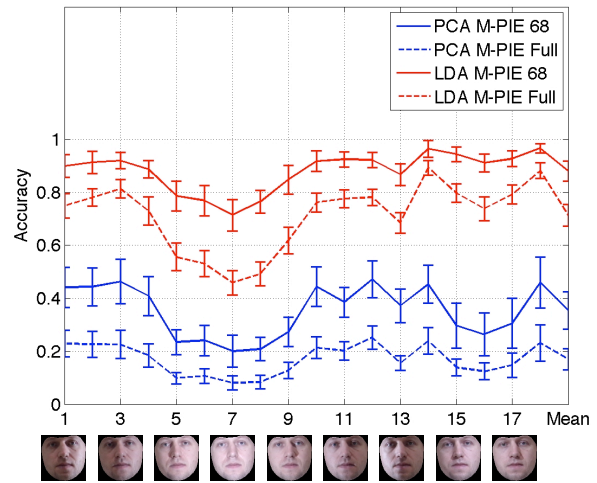 PCA M-PIE 68
PCA M-PIE Full
LDA M-PIE 68
LDA M-PIE Full
Accuracy
1
0.8
0.6
0.4
0.2
0
1 3 5 7 9 11 13 15 17 Mean